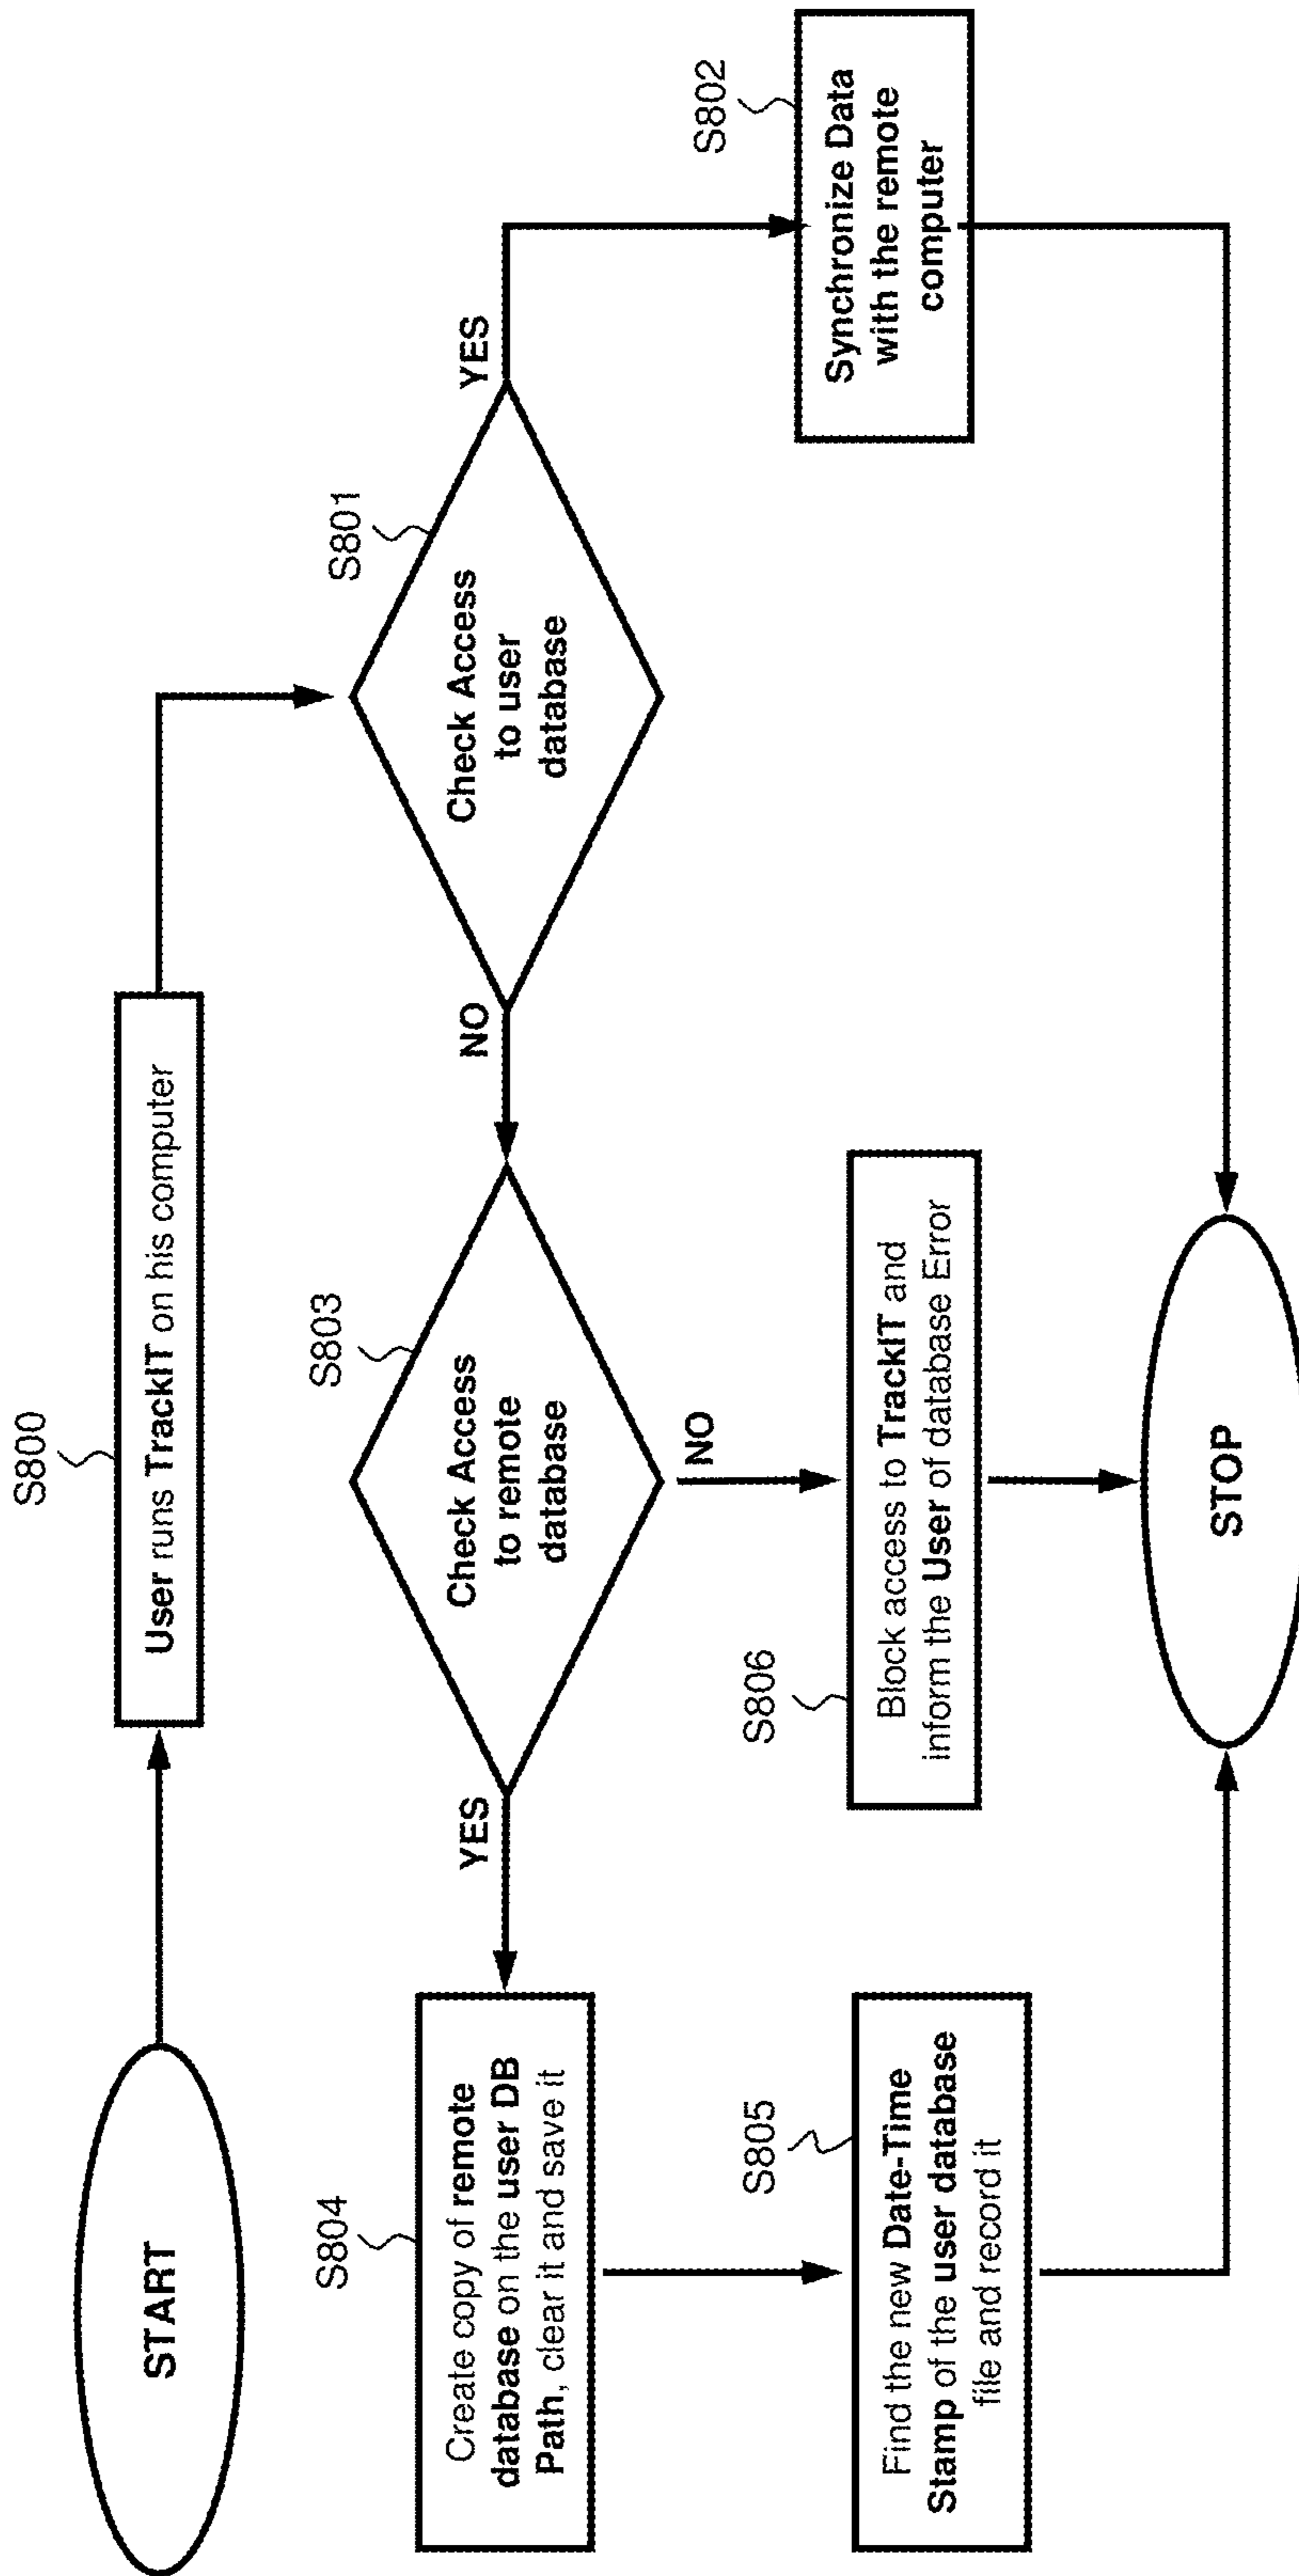 START
S800
User runs TrackIT on his computer
S801
Check Access
to user
database
YES
NO
S802
Synchronize Data
with the remote
computer
S803
Check Access
to remote
database
YES
NO
S804
Create copy of remote
database on the user DB
Path, clear it and save it
S805
Find the new Date-Time
Stamp of the user database
file and record it
S806
Block access to TrackIT and
inform the User of database Error
STOP